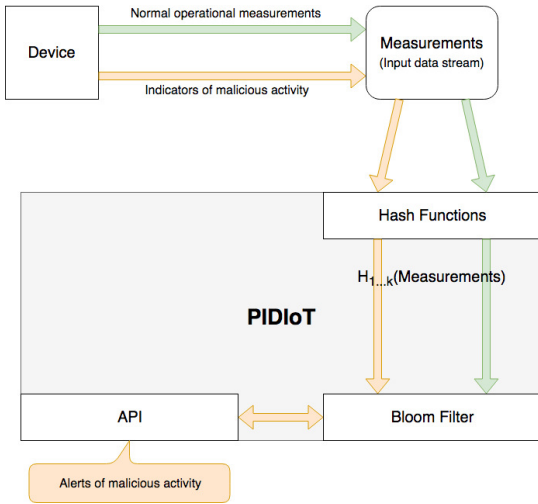 Normal operational measurements
Device
Measurements
(Input data stream)
Indicators of malicious activity
Hash Functions
H1...k(Measurements)
PIDIoT
API
Bloom Filter
Alerts of malicious activity